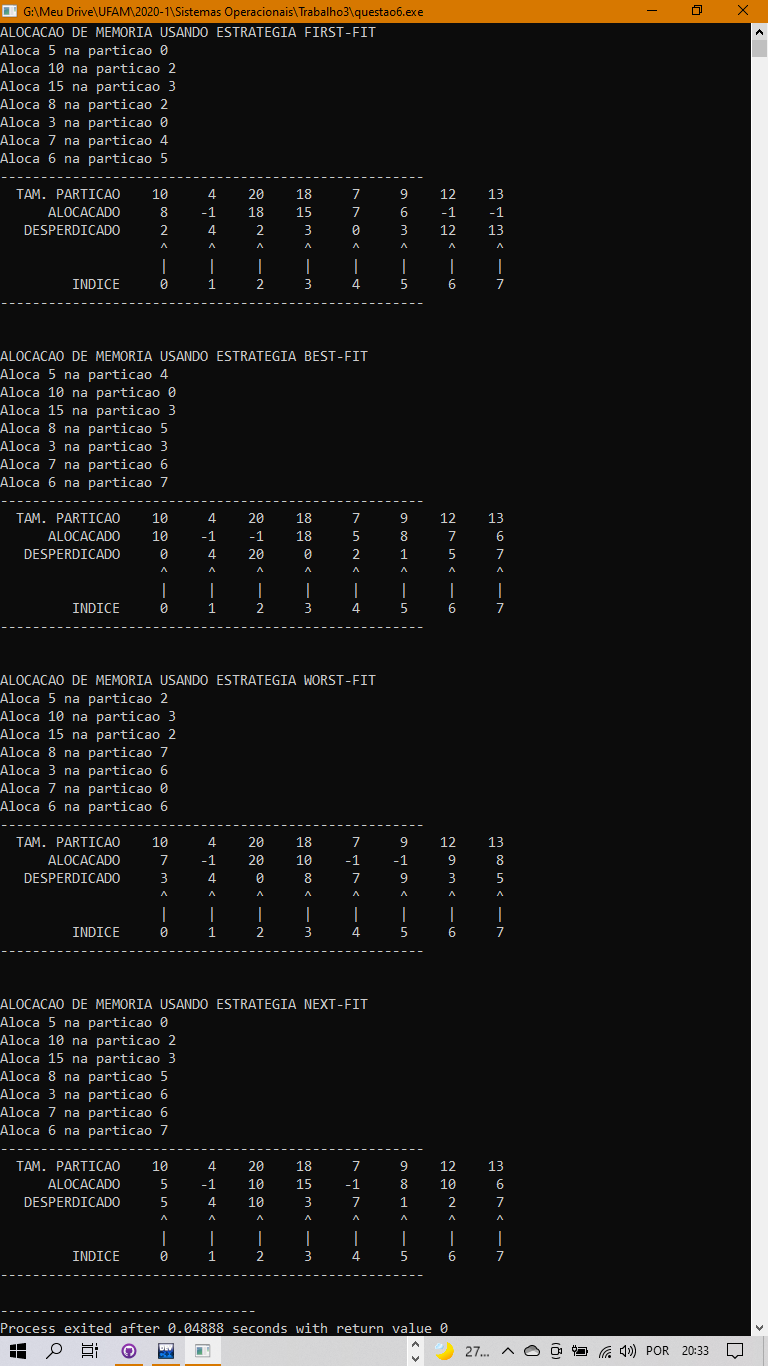 G:\Meu Drive\UFAM\2020-1\Sistemas Operacionais\Trabalho3\questao6.exe
ALOCACAO DE MEMORIA USANDO ESTRATEGIA FIRST-FIT
Aloca 5 na particao 0
Aloca 10 na particao 2
Aloca 15 na particao 3
Aloca 8 na particao 2
Aloca 3 na particao 0
Aloca 7 na particao 4
Aloca 6 na particao 5
-----------------------------------------------------
  TAM. PARTICAO    10     4    20    18     7     9    12    13
      ALOCACADO     8    -1    18    15     7     6    -1    -1
   DESPERDICADO     2     4     2     3     0     3    12    13
                    ^     ^     ^     ^     ^     ^     ^     ^
                    |     |     |     |     |     |     |     |
         INDICE     0     1     2     3     4     5     6     7
-----------------------------------------------------
ALOCACAO DE MEMORIA USANDO ESTRATEGIA BEST-FIT
Aloca 5 na particao 4
Aloca 10 na particao 0
Aloca 15 na particao 3
Aloca 8 na particao 5
Aloca 3 na particao 3
Aloca 7 na particao 6
Aloca 6 na particao 7
-----------------------------------------------------
  TAM. PARTICAO    10     4    20    18     7     9    12    13
      ALOCACADO    10    -1    -1    18     5     8     7     6
   DESPERDICADO     0     4    20     0     2     1     5     7
                    ^     ^     ^     ^     ^     ^     ^     ^
                    |     |     |     |     |     |     |     |
         INDICE     0     1     2     3     4     5     6     7
-----------------------------------------------------
ALOCACAO DE MEMORIA USANDO ESTRATEGIA WORST-FIT
Aloca 5 na particao 2
Aloca 10 na particao 3
Aloca 15 na particao 2
Aloca 8 na particao 7
Aloca 3 na particao 6
Aloca 7 na particao 0
Aloca 6 na particao 6
-----------------------------------------------------
  TAM. PARTICAO    10     4    20    18     7     9    12    13
      ALOCACADO     7    -1    20    10    -1    -1     9     8
   DESPERDICADO     3     4     0     8     7     9     3     5
                    ^     ^     ^     ^     ^     ^     ^     ^
                    |     |     |     |     |     |     |     |
         INDICE     0     1     2     3     4     5     6     7
-----------------------------------------------------
ALOCACAO DE MEMORIA USANDO ESTRATEGIA NEXT-FIT
Aloca 5 na particao 0
Aloca 10 na particao 2
Aloca 15 na particao 3
Aloca 8 na particao 5
Aloca 3 na particao 6
Aloca 7 na particao 6
Aloca 6 na particao 7
-----------------------------------------------------
  TAM. PARTICAO    10     4    20    18     7     9    12    13
      ALOCACADO     5    -1    10    15    -1     8    10     6
   DESPERDICADO     5     4    10     3     7     1     2     7
                    ^     ^     ^     ^     ^     ^     ^     ^
                    |     |     |     |     |     |     |     |
         INDICE     0     1     2     3     4     5     6     7
-----------------------------------------------------
--------------------------------
Process exited after 0.04888 seconds with return value 0
DEV 27... POR 20:33